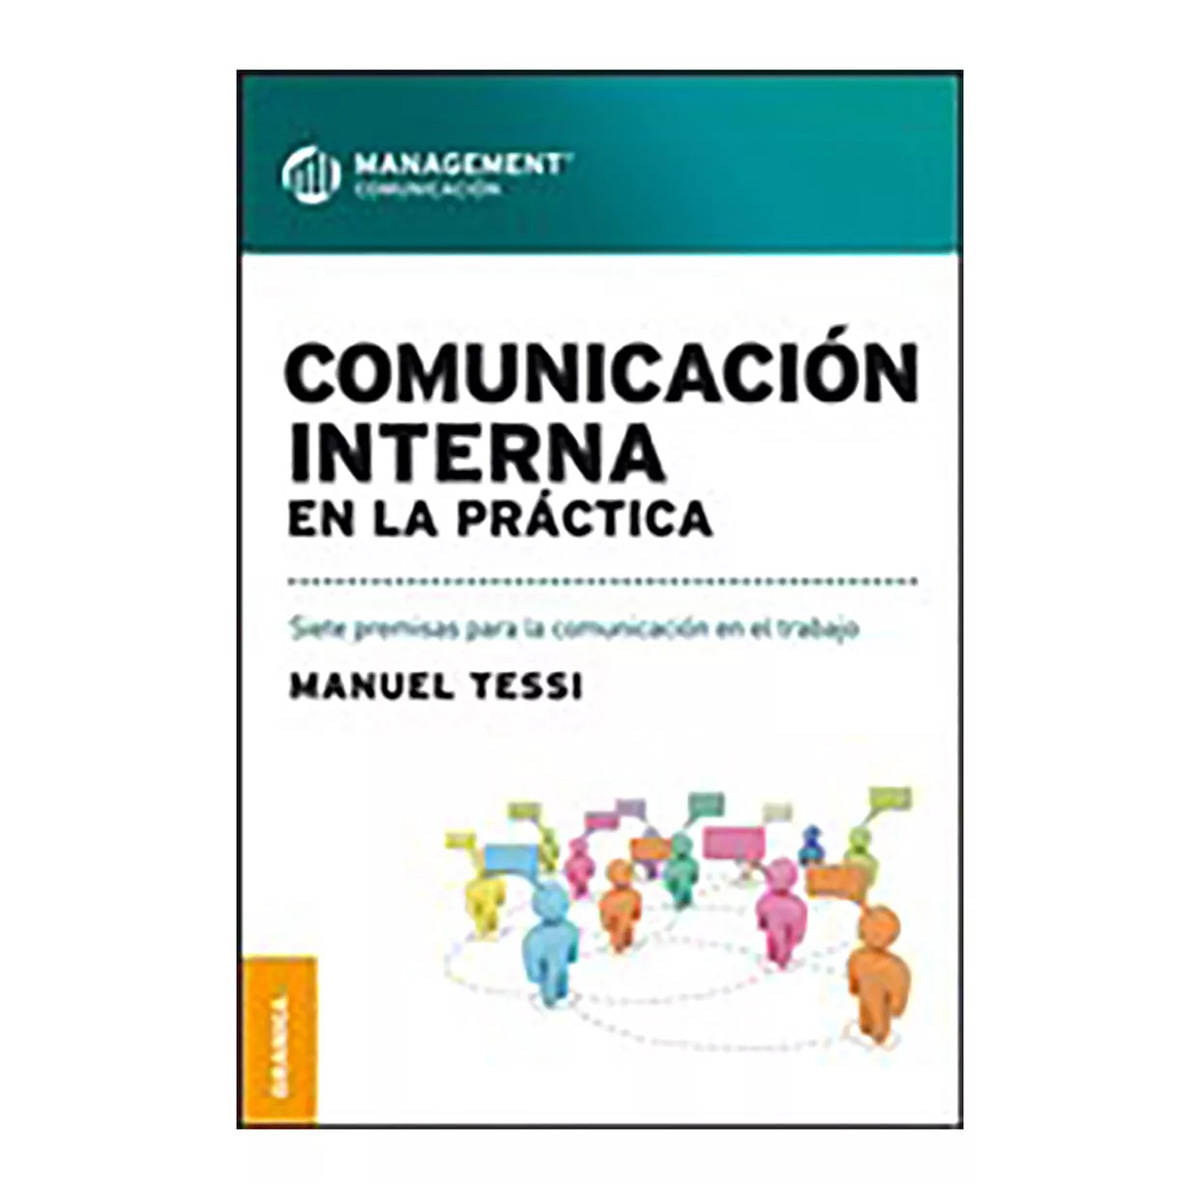 MANAGEMENT
COMUNICACIÓN
COMUNICACIÓN
INTERNA
EN LA PRÁCTICA
Siete premisas para la comunicación en el trabajo
MANUEL TESSI
GRANICA